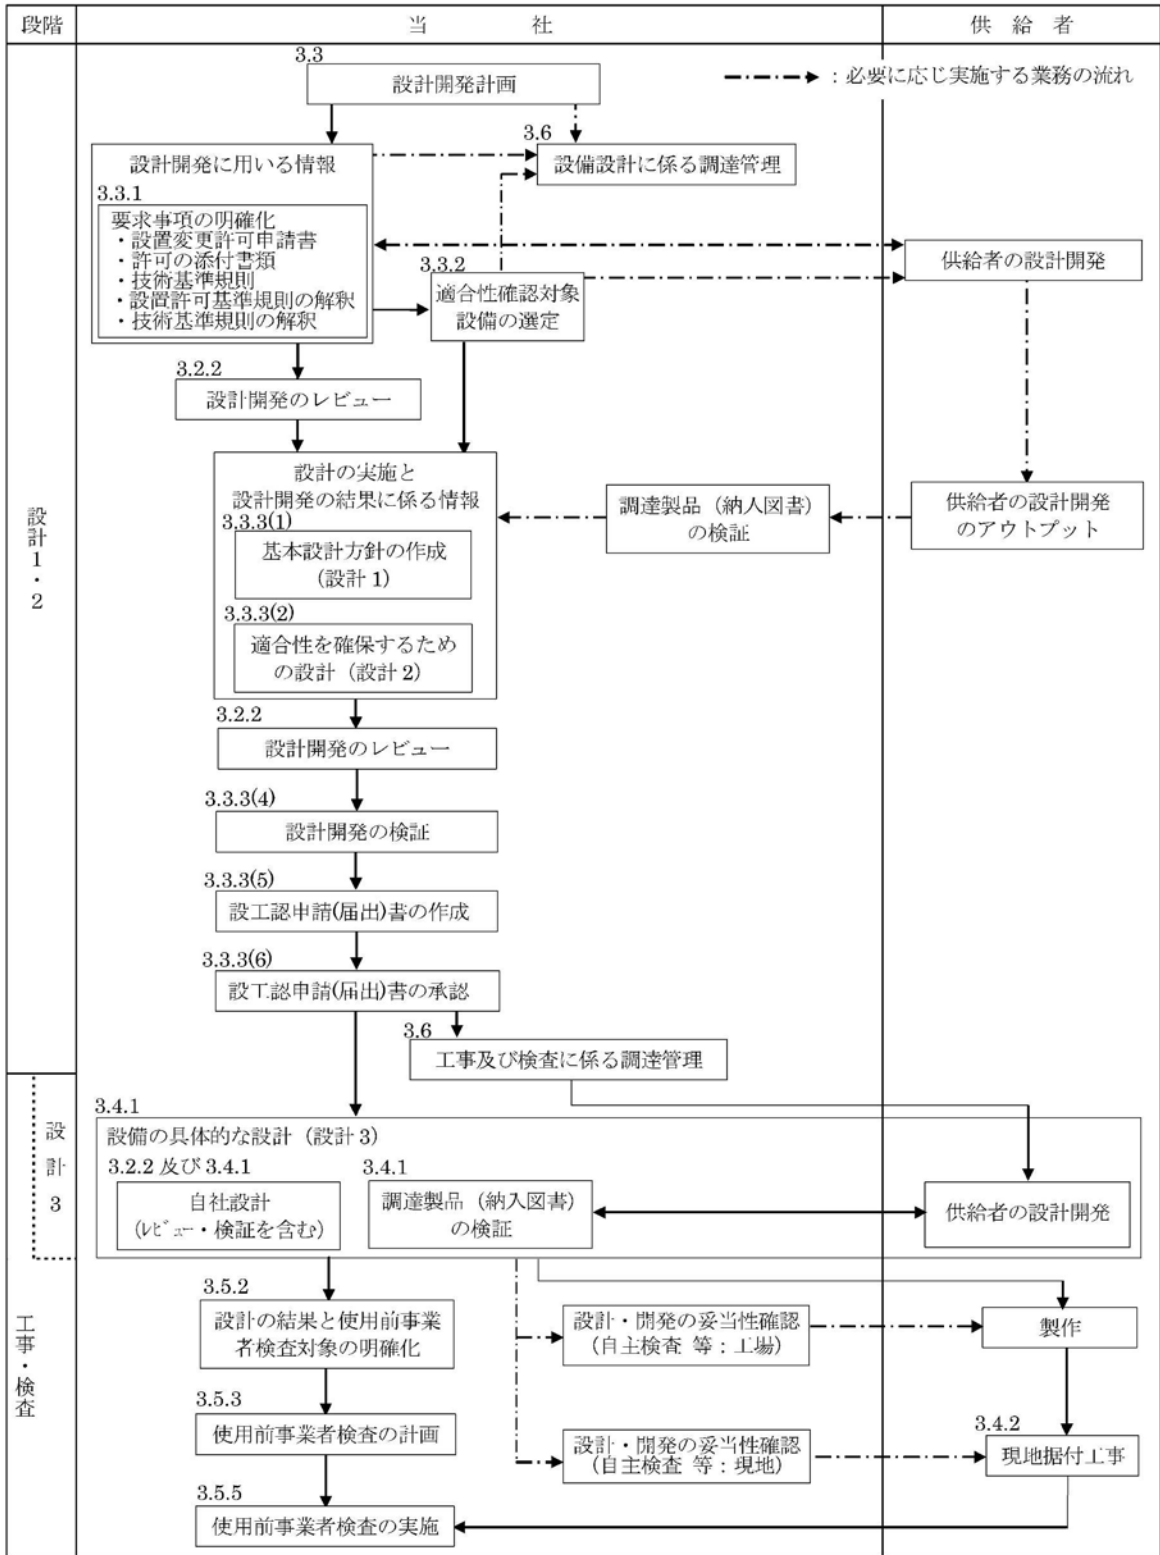 段階
当社
供給者
3.3
設計開発計画
：必要に応じ実施する業務の流れ
3.6
設備設計に係る調達管理
設計開発に用いる情報
3.3.1
要求事項の明確化
・設置変更許可申請書
・許可の添付書類
・技術基準規則
・設置許可基準規則の解釈
・技術基準規則の解釈
3.3.2
適合性確認対象
設備の選定
供給者の設計開発
3.2.2
設計開発のレビュー
設計の実施と
設計開発の結果に係る情報
3.3.3(1)
基本設計方針の作成
（設計1）
3.3.3(2)
適合性を確保するため
の設計（設計2）
調達製品（納入図書）
の検証
供給者の設計開発
のアウトプット
設計1・2
3.2.2
設計開発のレビュー
3.3.3(4)
設計開発の検証
3.3.3(5)
設工認申請(届出)書の作成
3.3.3(6)
設工認申請(届出)書の承認
3.6
工事及び検査に係る調達管理
設計3
3.4.1
設備の具体的な設計（設計3）
3.2.2 及び 3.4.1
自社設計
（ﾚﾋﾞｭｰ・検証を含む）
3.4.1
調達製品（納入図書）
の検証
供給者の設計開発
工事・検査
3.5.2
設計の結果と使用前事業
者検査対象の明確化
設計・開発の妥当性確認
（自主検査 等：工場）
製作
3.5.3
使用前事業者検査の計画
設計・開発の妥当性確認
（自主検査 等：現地）
3.4.2
現地据付工事
3.5.5
使用前事業者検査の実施